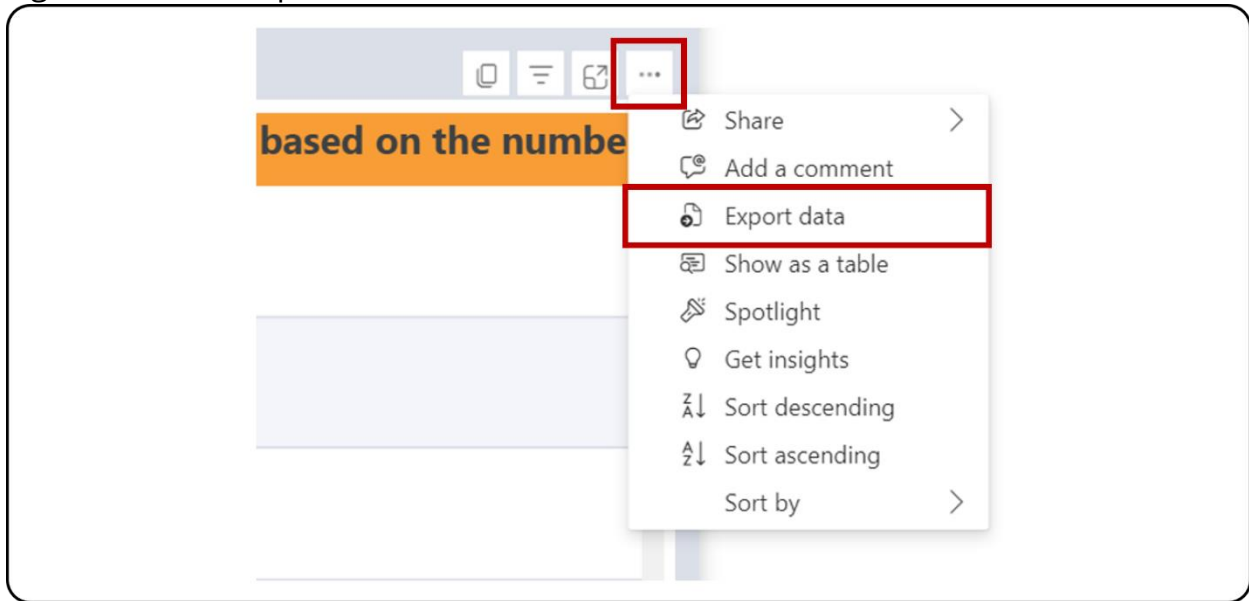 based on the numbe
Share
Add a comment
Export data
Show as a table
Spotlight
Get insights
Sort descending
Sort ascending
Sort by